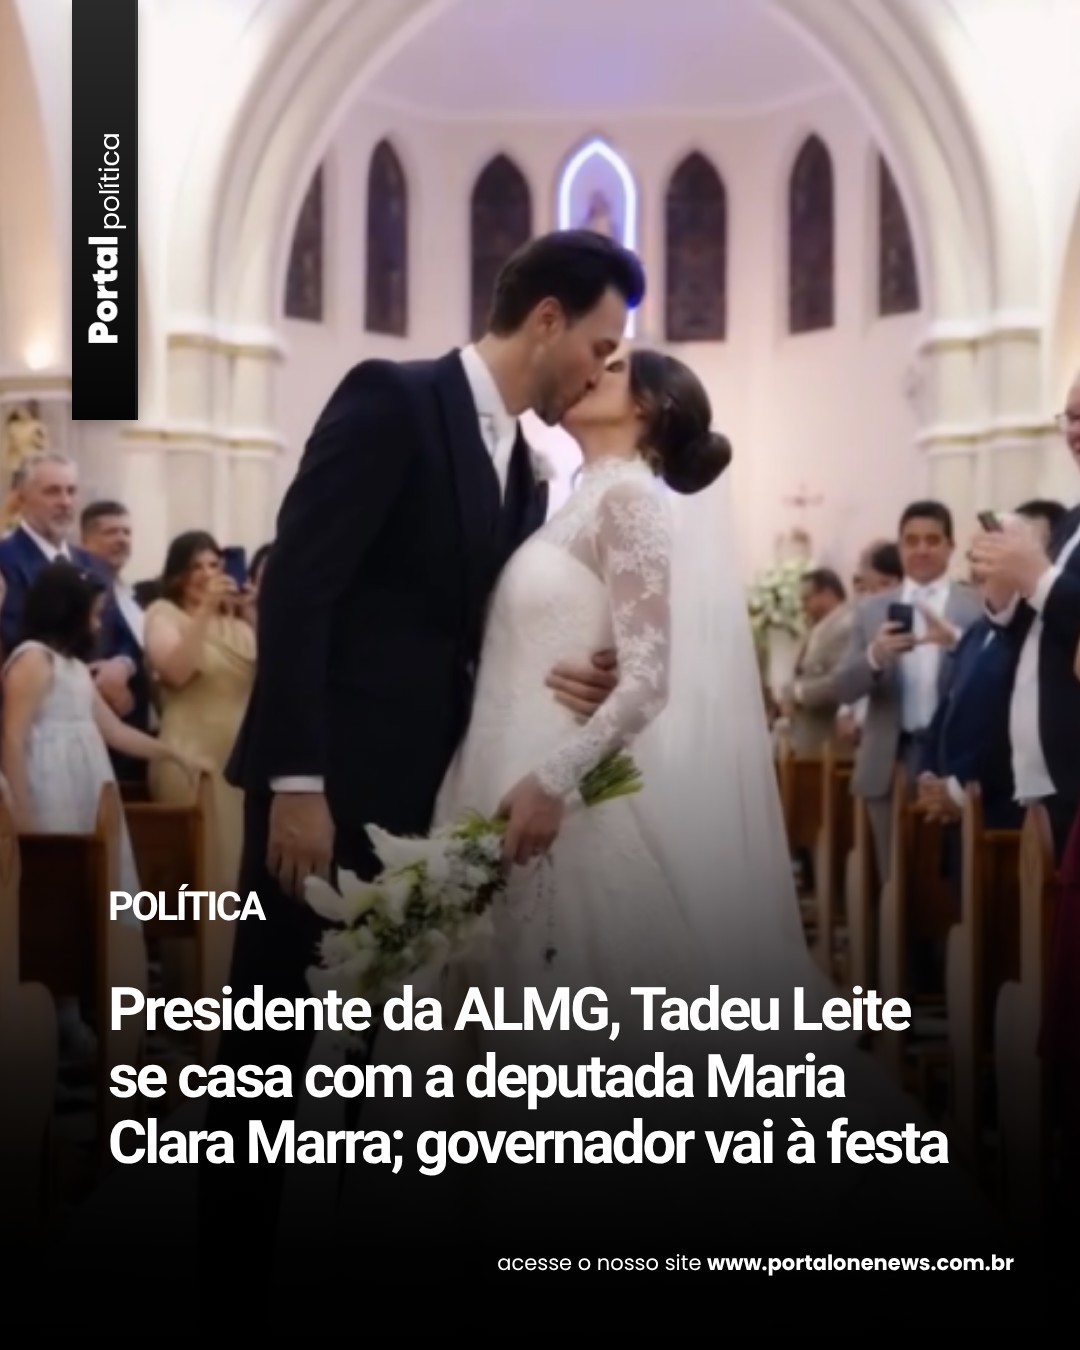 Portal política
POLÍTICA
Presidente da ALMG, Tadeu Leite
se casa com a deputada Maria
Clara Marra; governador vai à festa
acesse o nosso site www.portalonenews.com.br